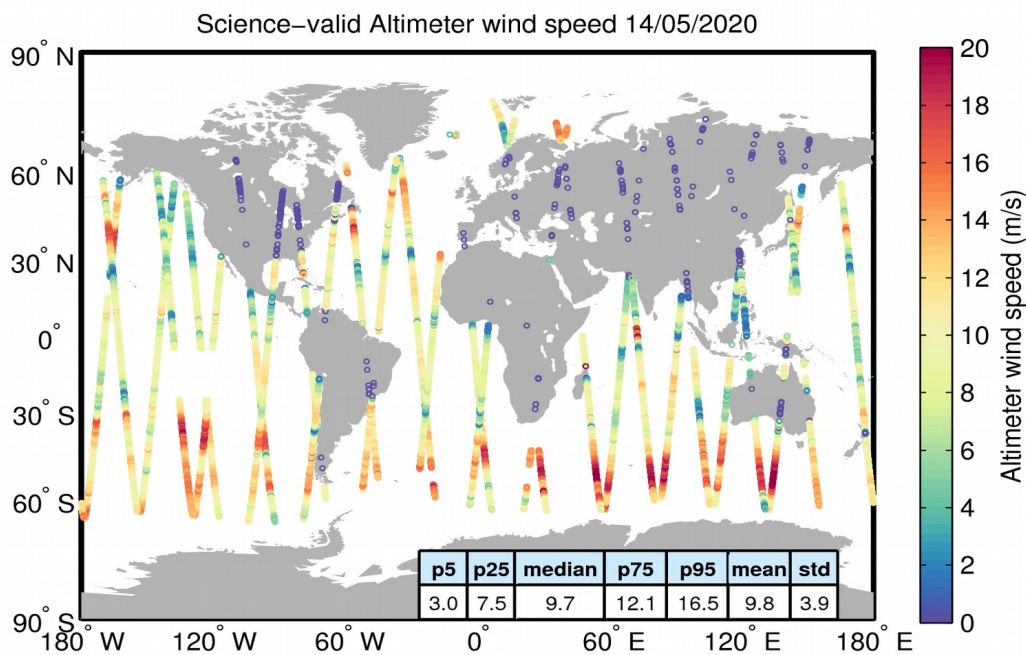 Science−valid Altimeter wind speed 14/05/2020
90° N
60° N
30° N
0°
30° S
60° S
90° S
180° W
120° W
60° W
0°
60° E
120° E
180° E
p5 p25 median p75 p95 mean std
3.0 7.5 9.7 12.1 16.5 9.8 3.9
20
18
16
14
12
10
8
6
4
2
0
Altimeter wind speed (m/s)